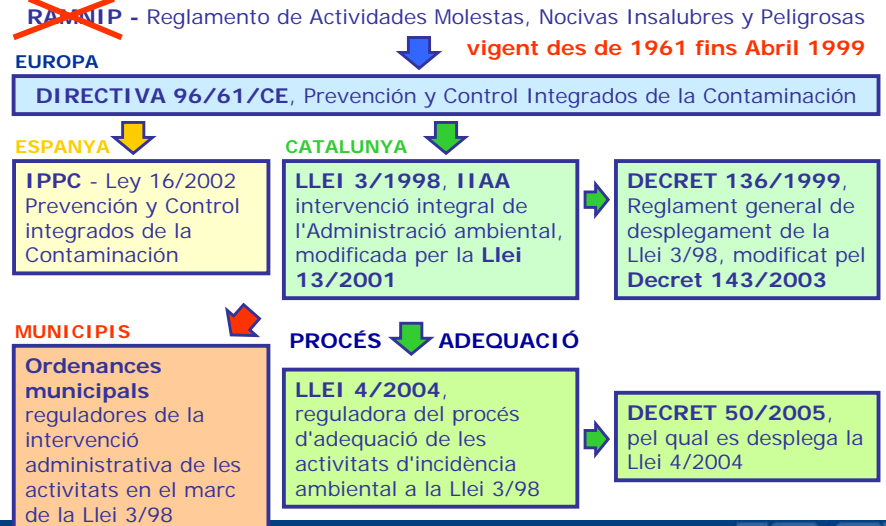 RAMNIP - Reglamento de Actividades Molestas, Nocivas Insalubres y Peligrosas
vigent des de 1961 fins Abril 1999
EUROPA
DIRECTIVA 96/61/CE, Prevención y Control Integrados de la Contaminación
ESPANYA
IPPC - Ley 16/2002
Prevención y Control
integrados de la
Contaminación
CATALUNYA
LLEI 3/1998, IIAA
intervenció integral de
l'Administració ambiental,
modificada per la Llei
13/2001
DECRET 136/1999,
Reglament general de
desplegament de la
Llei 3/98, modificat pel
Decret 143/2003
MUNICIPIS
Ordenances
municipals
reguladores de la
intervenció
administrativa de les
activitats en el marc
de la Llei 3/98
PROCÉS ADEQUACIÓ
LLEI 4/2004,
reguladora del procés
d'adequació de les
activitats d'incidència
ambiental a la Llei 3/98
DECRET 50/2005,
pel qual es desplega la
Llei 4/2004